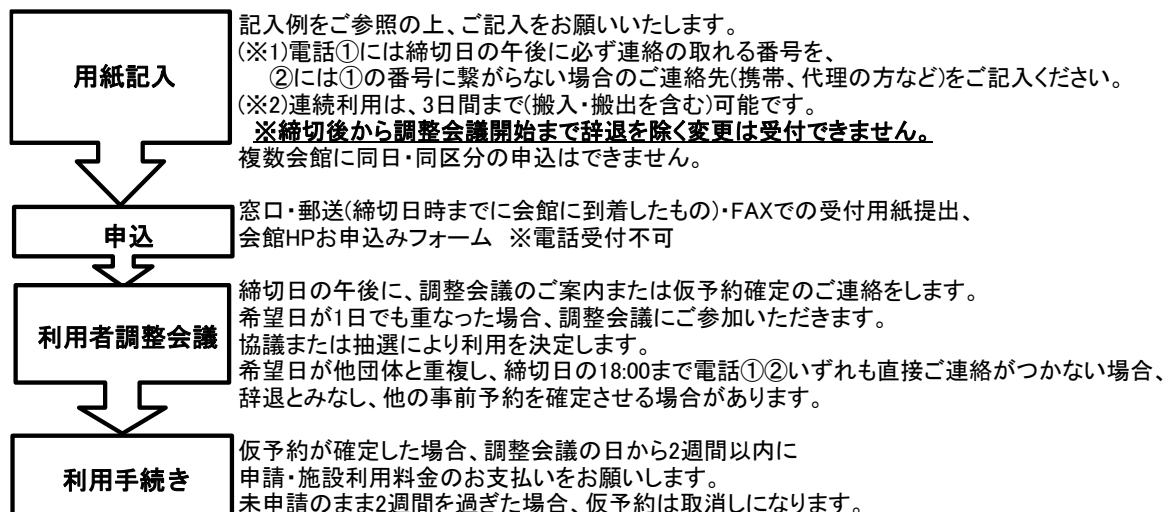 用紙記入
記入例をご参照の上、ご記入をお願いいたします。
(※1)電話①には締切日の午後に必ず連絡の取れる番号を、
②には①の番号に繋がらない場合のご連絡先(携帯、代理の方など)をご記入ください。
(※2)連続利用は、3日間まで(搬入・搬出を含む)可能です。
※締切後から調整会議開始まで辞退を除く変更は受付できません。
複数会館に同日・同区分の申込はできません。
申込
窓口・郵送(締切日時までに会館に到着したもの)・FAXでの受付用紙提出、
会館HPお申込みフォーム ※電話受付不可
利用者調整会議
締切日の午後に、調整会議のご案内または仮予約確定のご連絡をします。
希望日が1日でも重なった場合、調整会議にご参加いただきます。
協議または抽選により利用を決定します。
希望日が他団体と重複し、締切日の18:00まで電話①②いずれも直接ご連絡がつかない場合、
辞退とみなし、他の事前予約を確定させる場合があります。
利用手続き
仮予約が確定した場合、調整会議の日から2週間以内に
申請・施設利用料金のお支払いをお願いします。
未申請のまま2週間を過ぎた場合、仮予約は取消しになります。